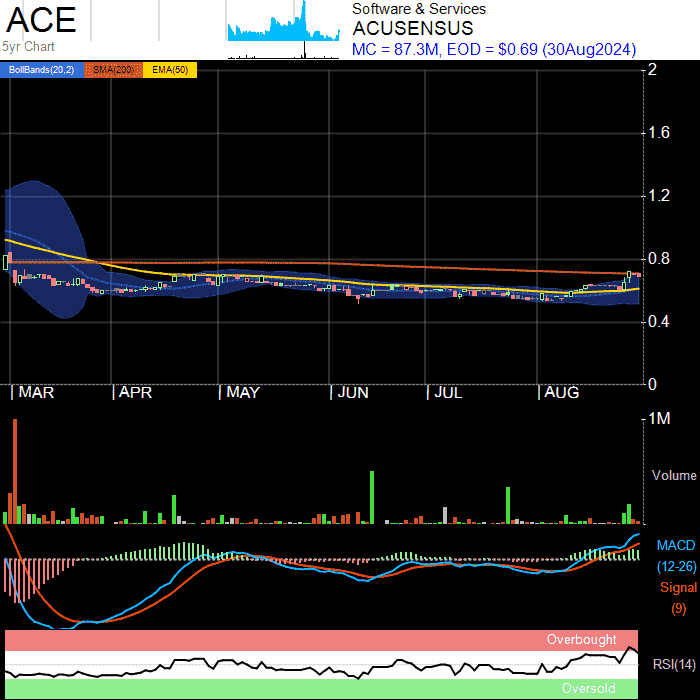 ACE
5yr Chart
Software & Services
ACUSENSUS
MC = 87.3M, EOD = $0.69 (30Aug2024)
BollBands(20,2) SMA(200) EMA(50)
2
1.6
1.2
0.8
0.4
0
| MAR | APR | MAY | JUN | JUL | AUG
1M
Volume
MACD
(12-26)
Signal
(9)
Overbought
RSI(14)
Oversold